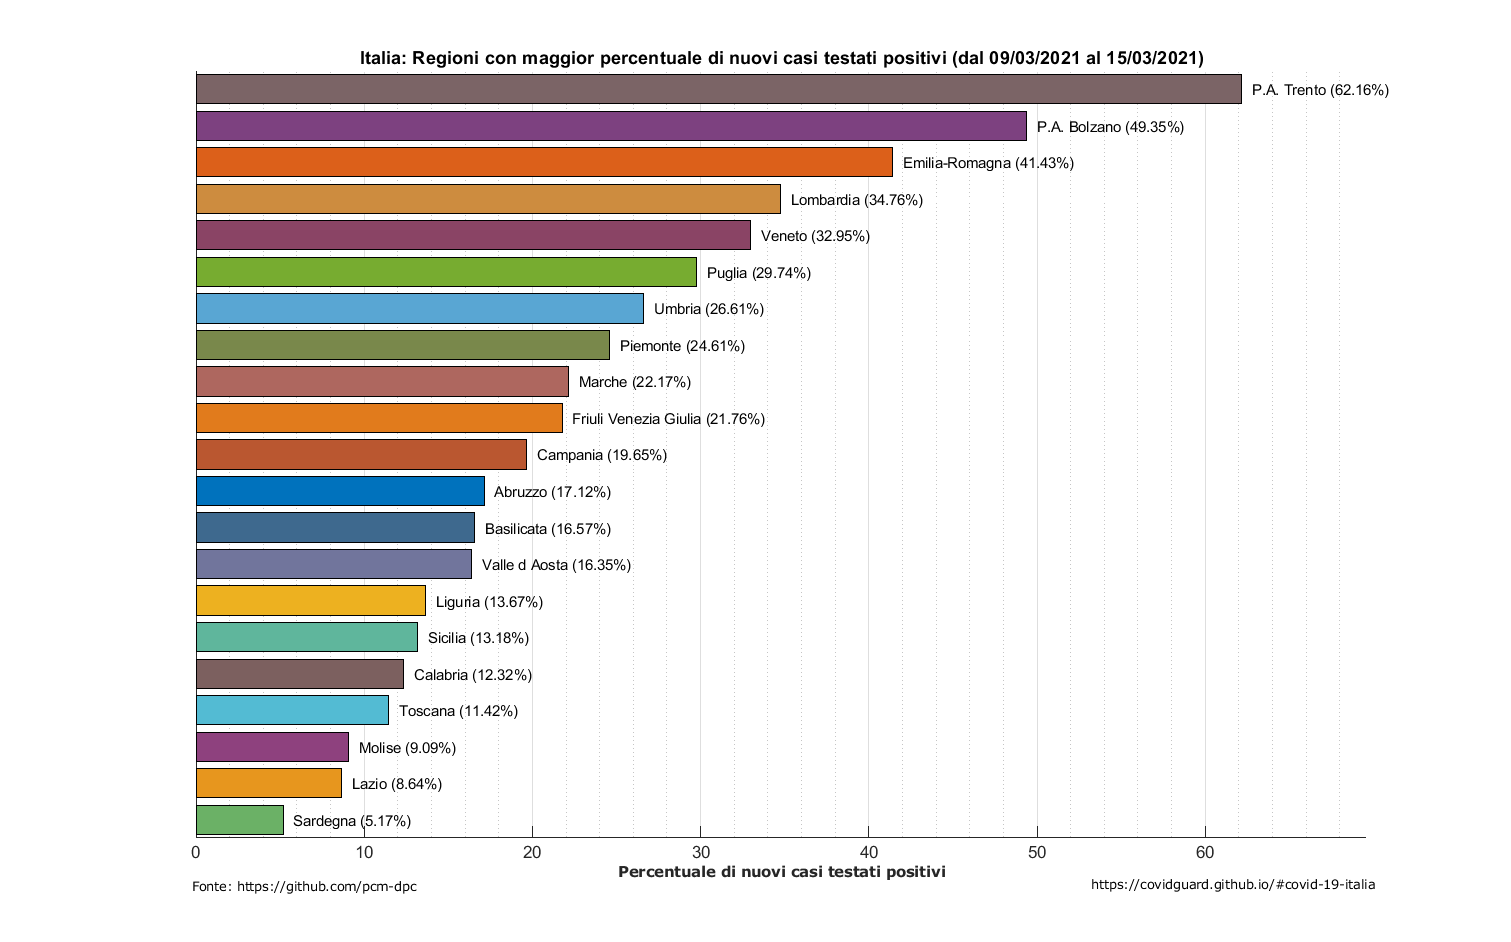 Italia: Regioni con maggior percentuale di nuovi casi testati positivi (dal 09/03/2021 al 15/03/2021)
P.A. Trento (62.16%)
P.A. Bolzano (49.35%)
Emilia-Romagna (41.43%)
Lombardia (34.76%)
Veneto (32.95%)
Puglia (29.74%)
Umbria (26.61%)
Piemonte (24.61%)
Marche (22.17%)
Friuli Venezia Giulia (21.76%)
Campania (19.65%)
Abruzzo (17.12%)
Basilicata (16.57%)
Valle d Aosta (16.35%)
Liguria (13.67%)
Sicilia (13.18%)
Calabria (12.32%)
Toscana (11.42%)
Molise (9.09%)
Lazio (8.64%)
Sardegna (5.17%)
0 10 20 30 40 50 60
Percentuale di nuovi casi testati positivi
Fonte: https://github.com/pcm-dpc
https://covidguard.github.io/#covid-19-italia